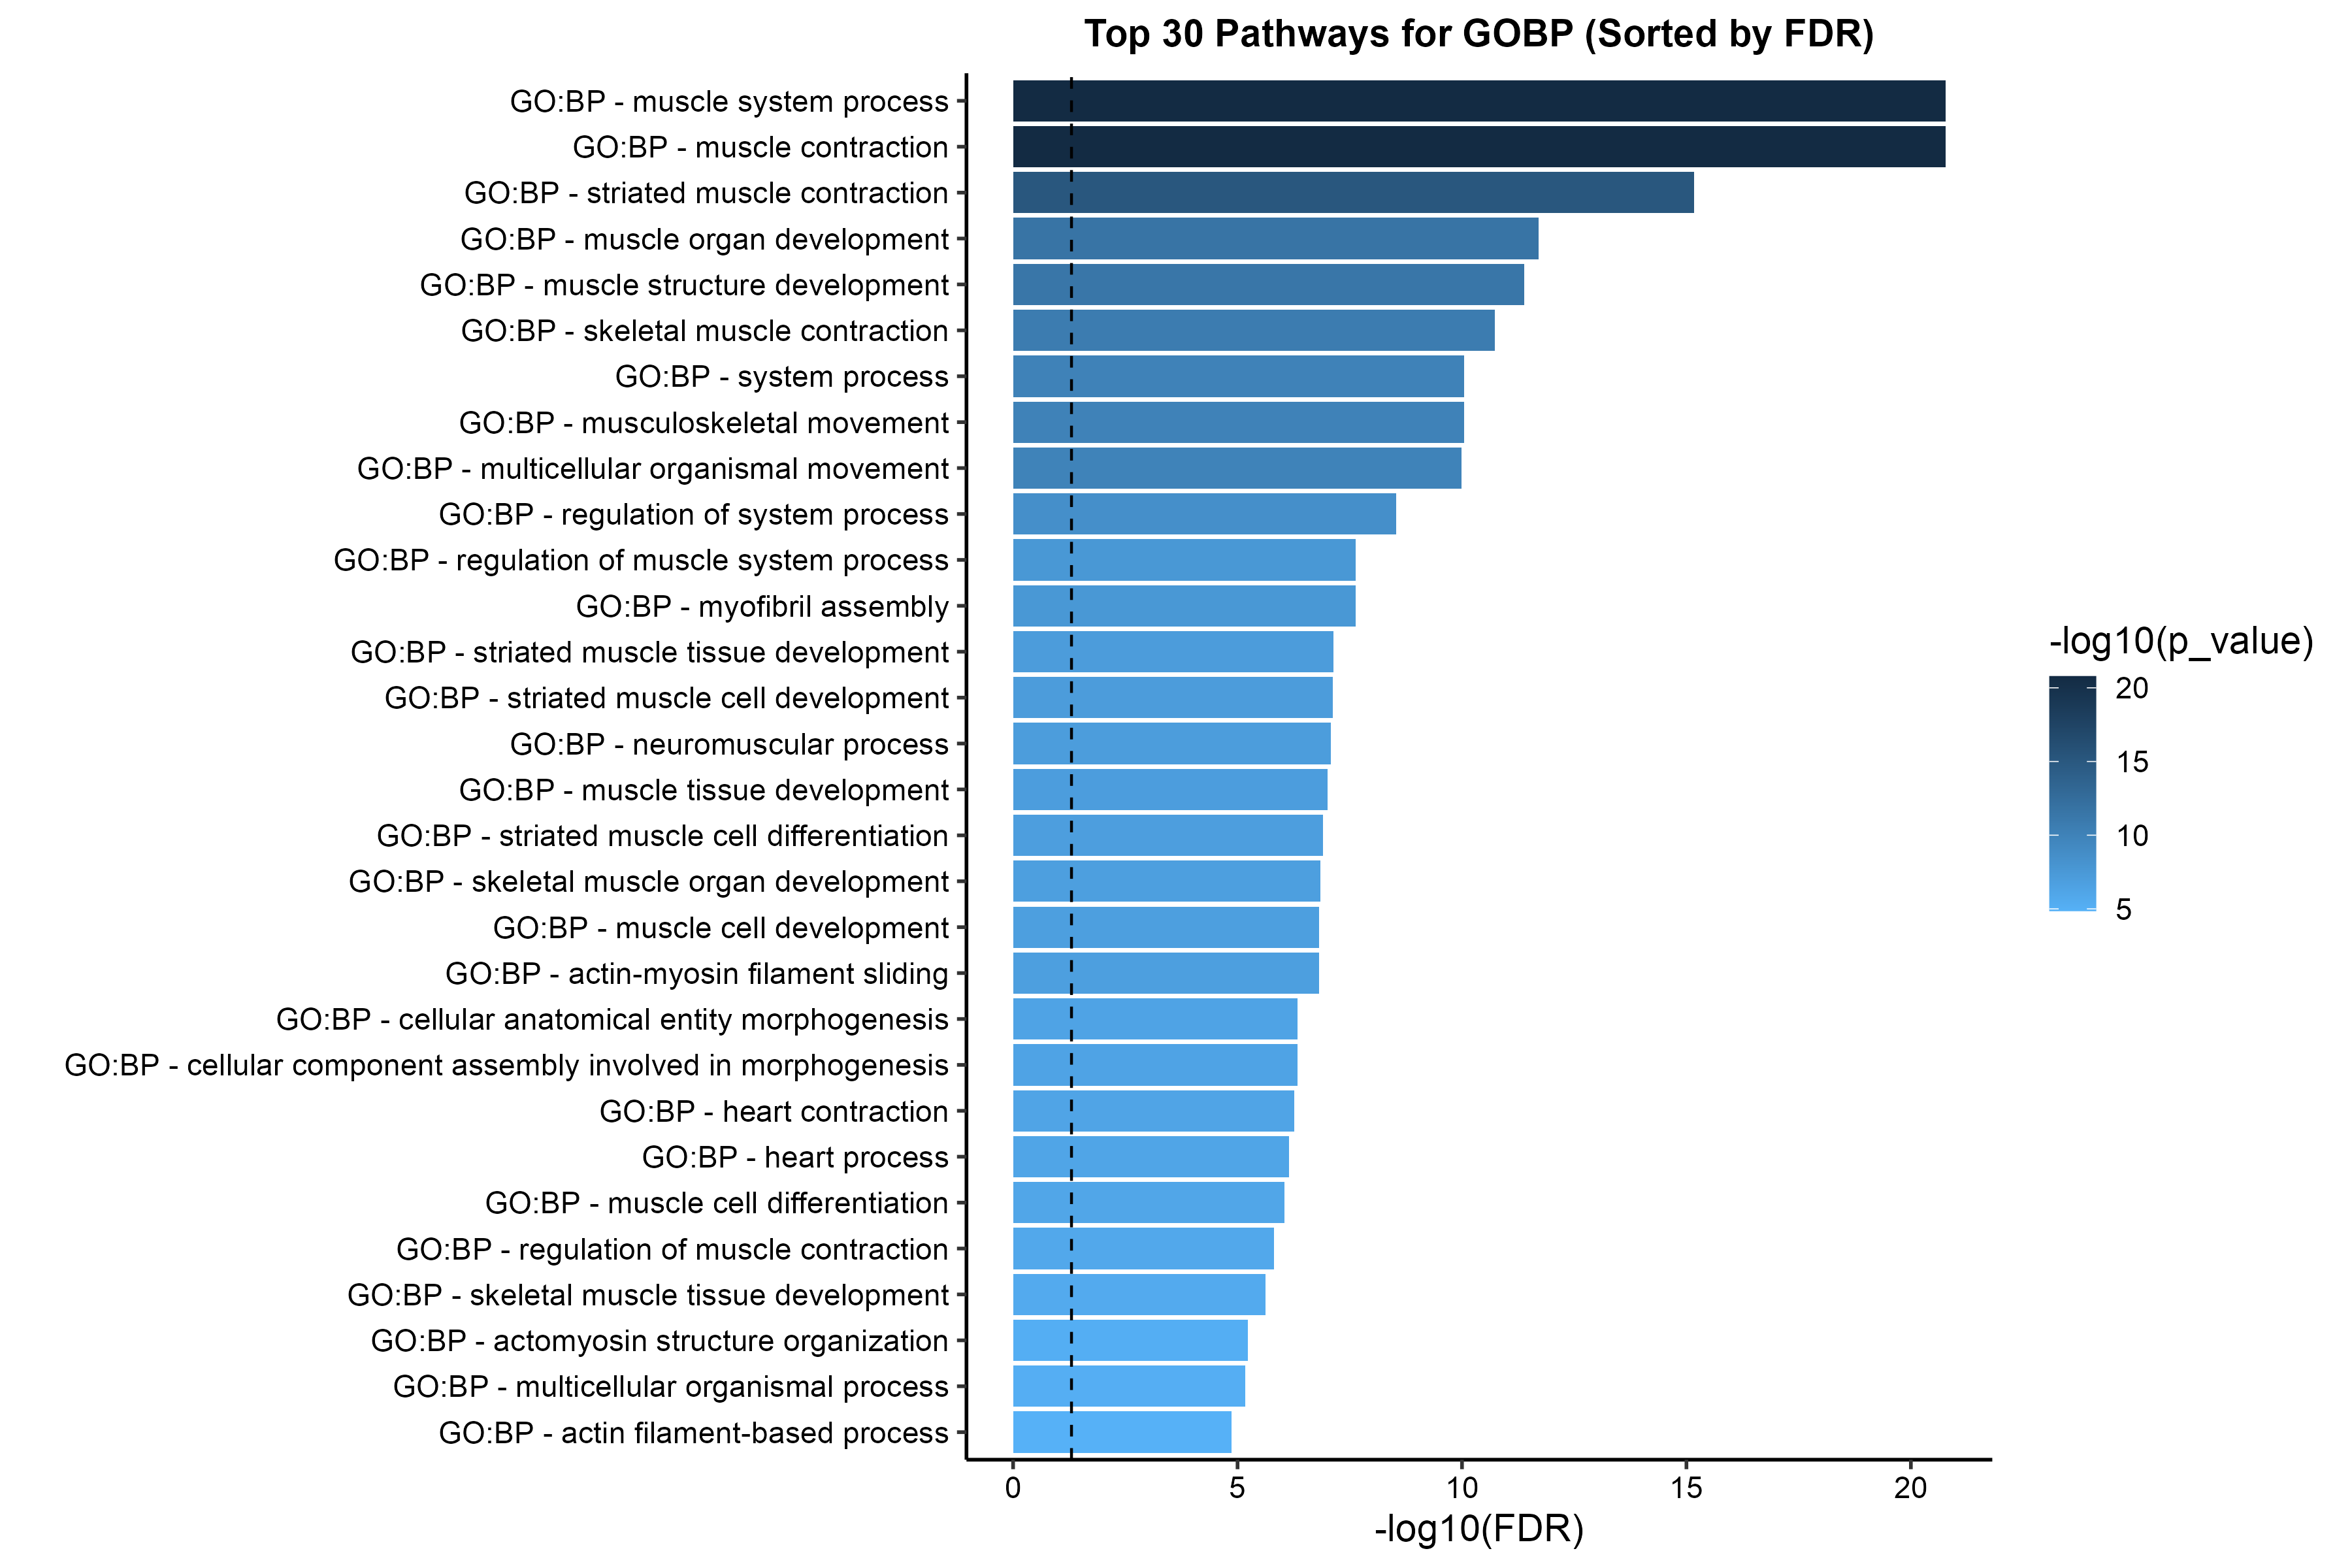 Top 30 Pathways for GOBP (Sorted by FDR)
GO:BP - muscle system process
GO:BP - muscle contraction
GO:BP - striated muscle contraction
GO:BP - muscle organ development
GO:BP - muscle structure development
GO:BP - skeletal muscle contraction
GO:BP - system process
GO:BP - musculoskeletal movement
GO:BP - multicellular organismal movement
GO:BP - regulation of system process
GO:BP - regulation of muscle system process
GO:BP - myofibril assembly
GO:BP - striated muscle tissue development
GO:BP - striated muscle cell development
GO:BP - neuromuscular process
GO:BP - muscle tissue development
GO:BP - striated muscle cell differentiation
GO:BP - skeletal muscle organ development
GO:BP - muscle cell development
GO:BP - actin-myosin filament sliding
GO:BP - cellular anatomical entity morphogenesis
GO:BP - cellular component assembly involved in morphogenesis
GO:BP - heart contraction
GO:BP - heart process
GO:BP - muscle cell differentiation
GO:BP - regulation of muscle contraction
GO:BP - skeletal muscle tissue development
GO:BP - actomyosin structure organization
GO:BP - multicellular organismal process
GO:BP - actin filament-based process
0 5 10 15 20
-log10(FDR)
-log10(p_value)
20
15
10
5